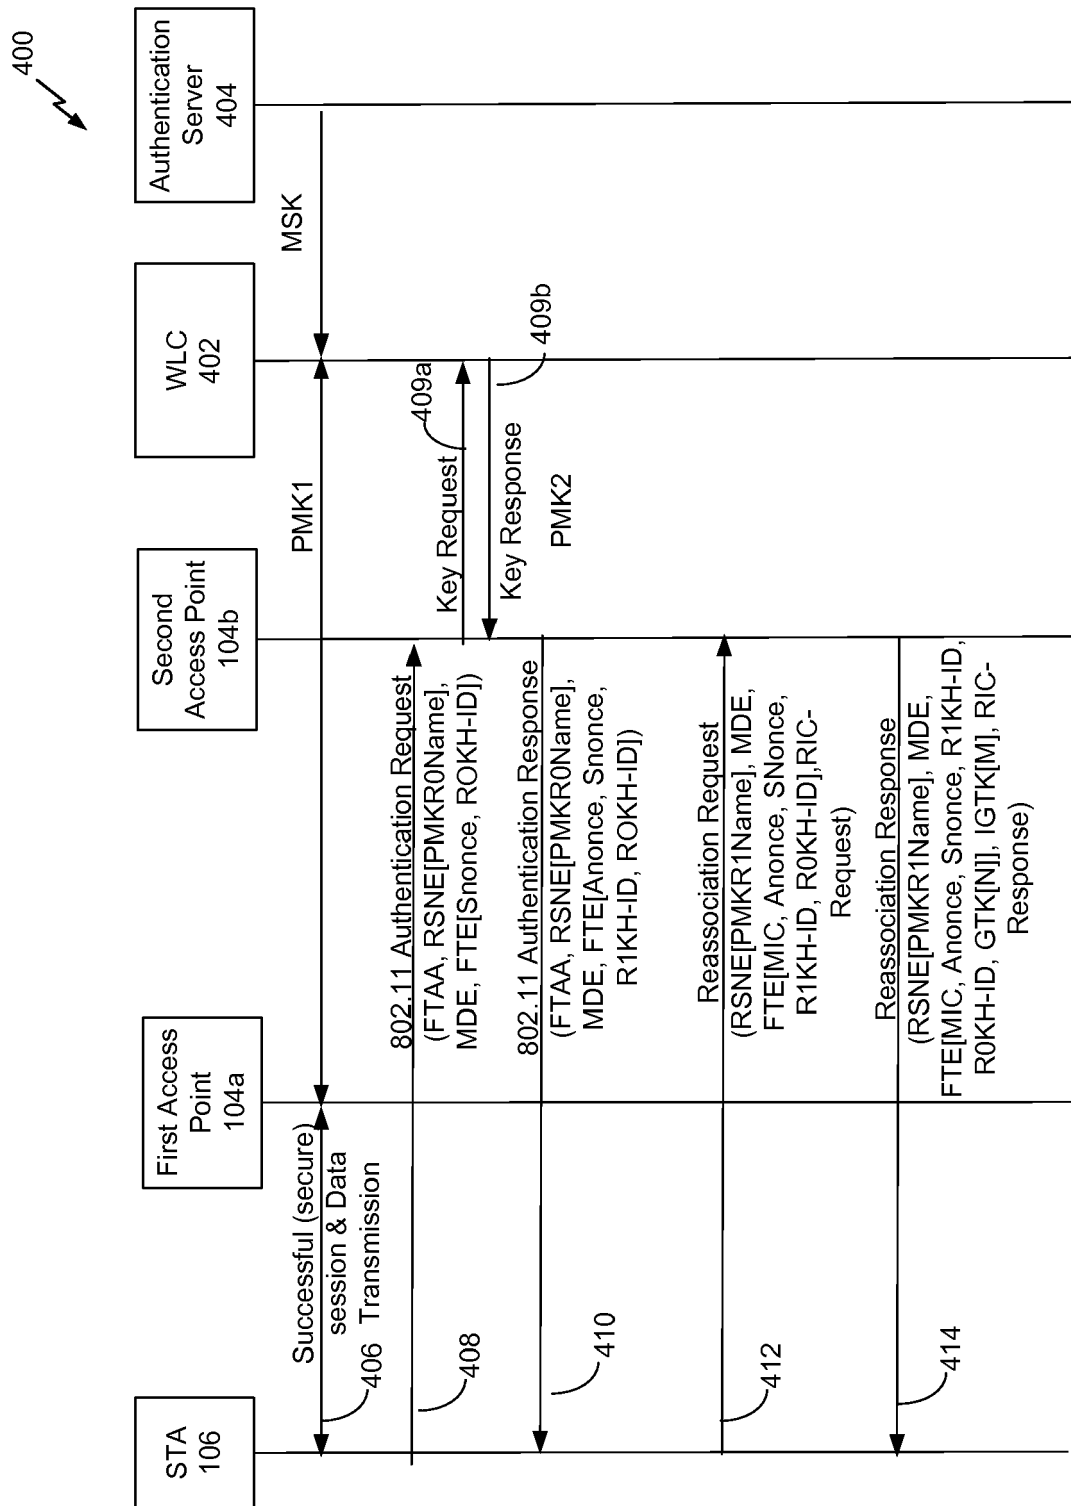 400
STA
106
First Access
Point
104a
Second
Access Point
104b
WLC
402
Authentication
Server
404
Successful (secure)
session & Data
Transmission
406
PMK1
MSK
408
802.11 Authentication Request
(FTAA, RSNE[PMKR0Name],
MDE, FTE[Snonce, ROKH-ID])
Key Request
409a
Key Response
409b
PMK2
410
802.11 Authentication Response
(FTAA, RSNE[PMKR0Name],
MDE, FTE[Anonce, Snonce,
R1KH-ID, ROKH-ID])
412
Reassociation Request
(RSNE[PMKR1Name], MDE,
FTE[MIC, Anonce, SNonce,
R1KH-ID, R0KH-ID],RIC-
Request)
414
Reassociation Response
(RSNE[PMKR1Name], MDE,
FTE[MIC, Anonce, Snonce, R1KH-ID,
R0KH-ID, GTK[N]], IGTK[M], RIC-
Response)